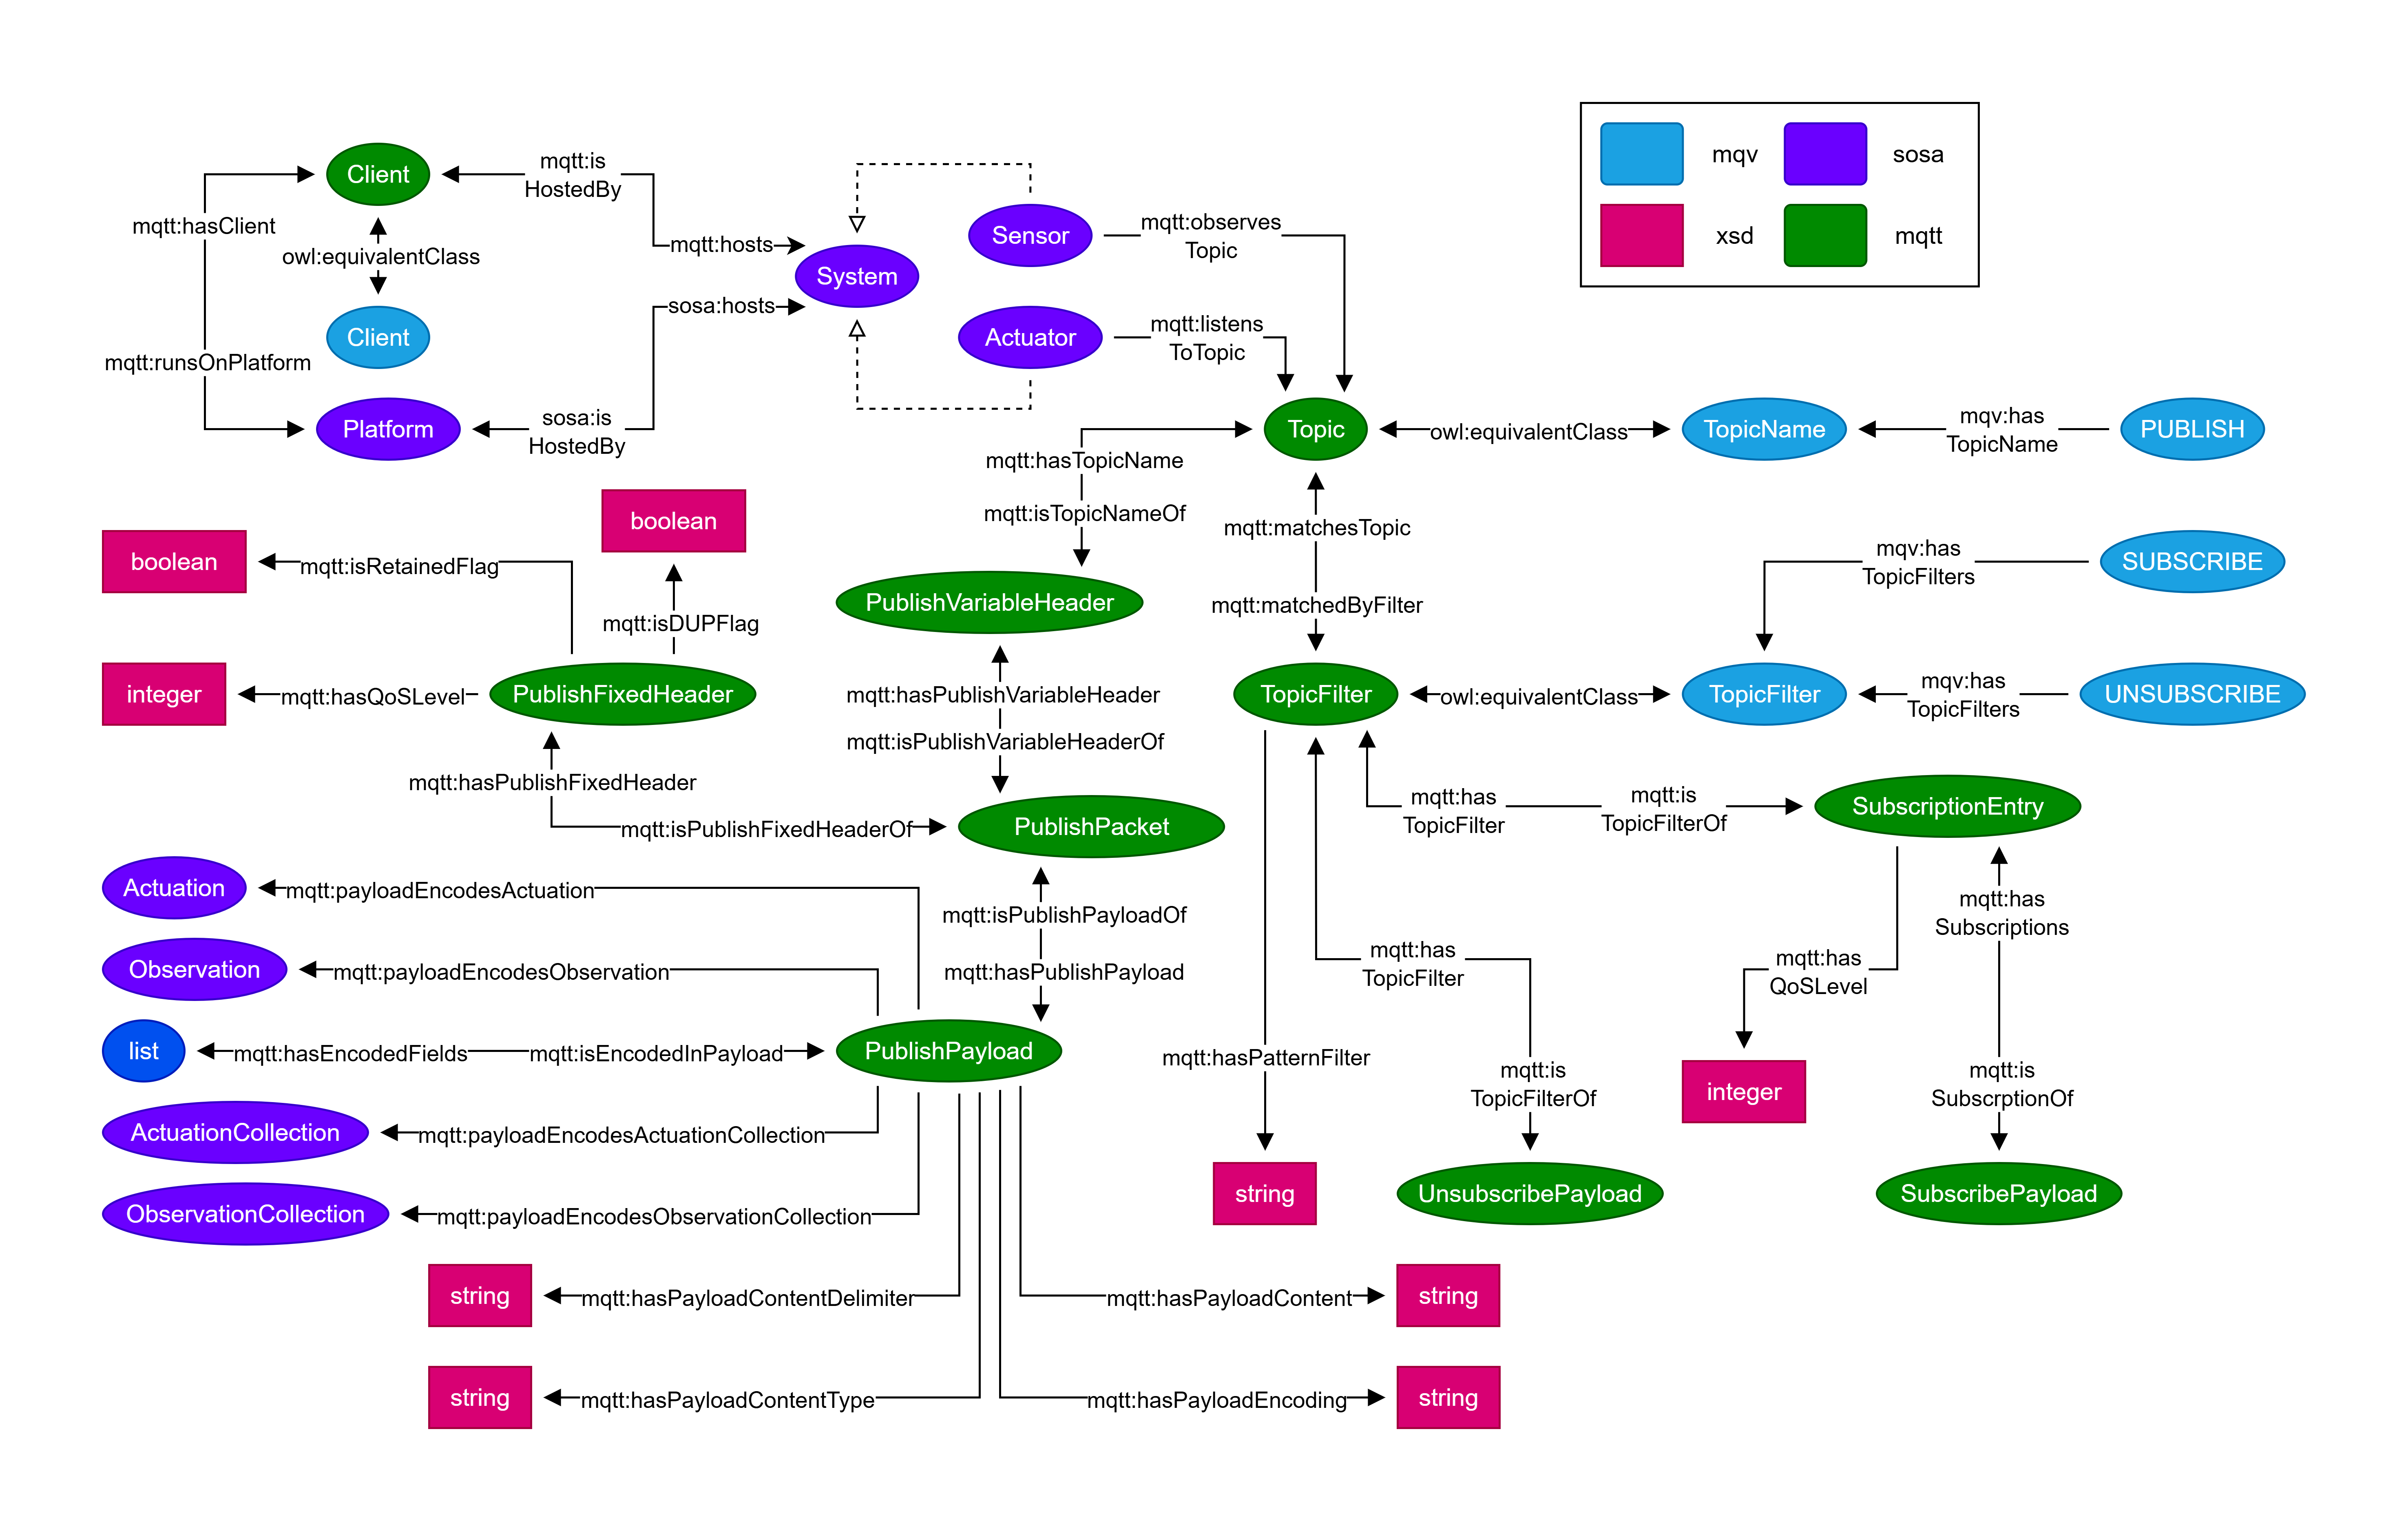 mqv
sosa
xsd
mqtt
Client
mqtt:is
HostedBy
mqtt:hasClient
owl:equivalentClass
mqtt:hosts
System
Sensor
mqtt:observes
Topic
sosa:hosts
Client
Actuator
mqtt:listens
ToTopic
mqtt:runsOnPlatform
Platform
sosa:is
HostedBy
Topic
owl:equivalentClass
TopicName
mqv:has
TopicName
PUBLISH
mqtt:hasTopicName
mqtt:isTopicNameOf
mqtt:matchesTopic
boolean
boolean
mqtt:isRetainedFlag
mqtt:isDUPFlag
PublishVariableHeader
mqtt:matchedByFilter
mqv:has
TopicFilters
SUBSCRIBE
integer
mqtt:hasQoSLevel
PublishFixedHeader
mqtt:hasPublishVariableHeader
mqtt:isPublishVariableHeaderOf
TopicFilter
owl:equivalentClass
TopicFilter
mqv:has
TopicFilters
UNSUBSCRIBE
mqtt:hasPublishFixedHeader
mqtt:isPublishFixedHeaderOf
PublishPacket
mqtt:has
TopicFilter
mqtt:is
TopicFilterOf
SubscriptionEntry
Actuation
mqtt:payloadEncodesActuation
mqtt:isPublishPayloadOf
mqtt:has
Subscriptions
Observation
mqtt:payloadEncodesObservation
mqtt:hasPublishPayload
mqtt:has
TopicFilter
mqtt:has
QoSLevel
list
mqtt:hasEncodedFields
mqtt:isEncodedInPayload
PublishPayload
mqtt:hasPatternFilter
mqtt:is
TopicFilterOf
integer
mqtt:is
SubscrptionOf
ActuationCollection
mqtt:payloadEncodesActuationCollection
string
UnsubscribePayload
SubscribePayload
ObservationCollection
mqtt:payloadEncodesObservationCollection
string
mqtt:hasPayloadContentDelimiter
mqtt:hasPayloadContent
string
string
mqtt:hasPayloadContentType
mqtt:hasPayloadEncoding
string